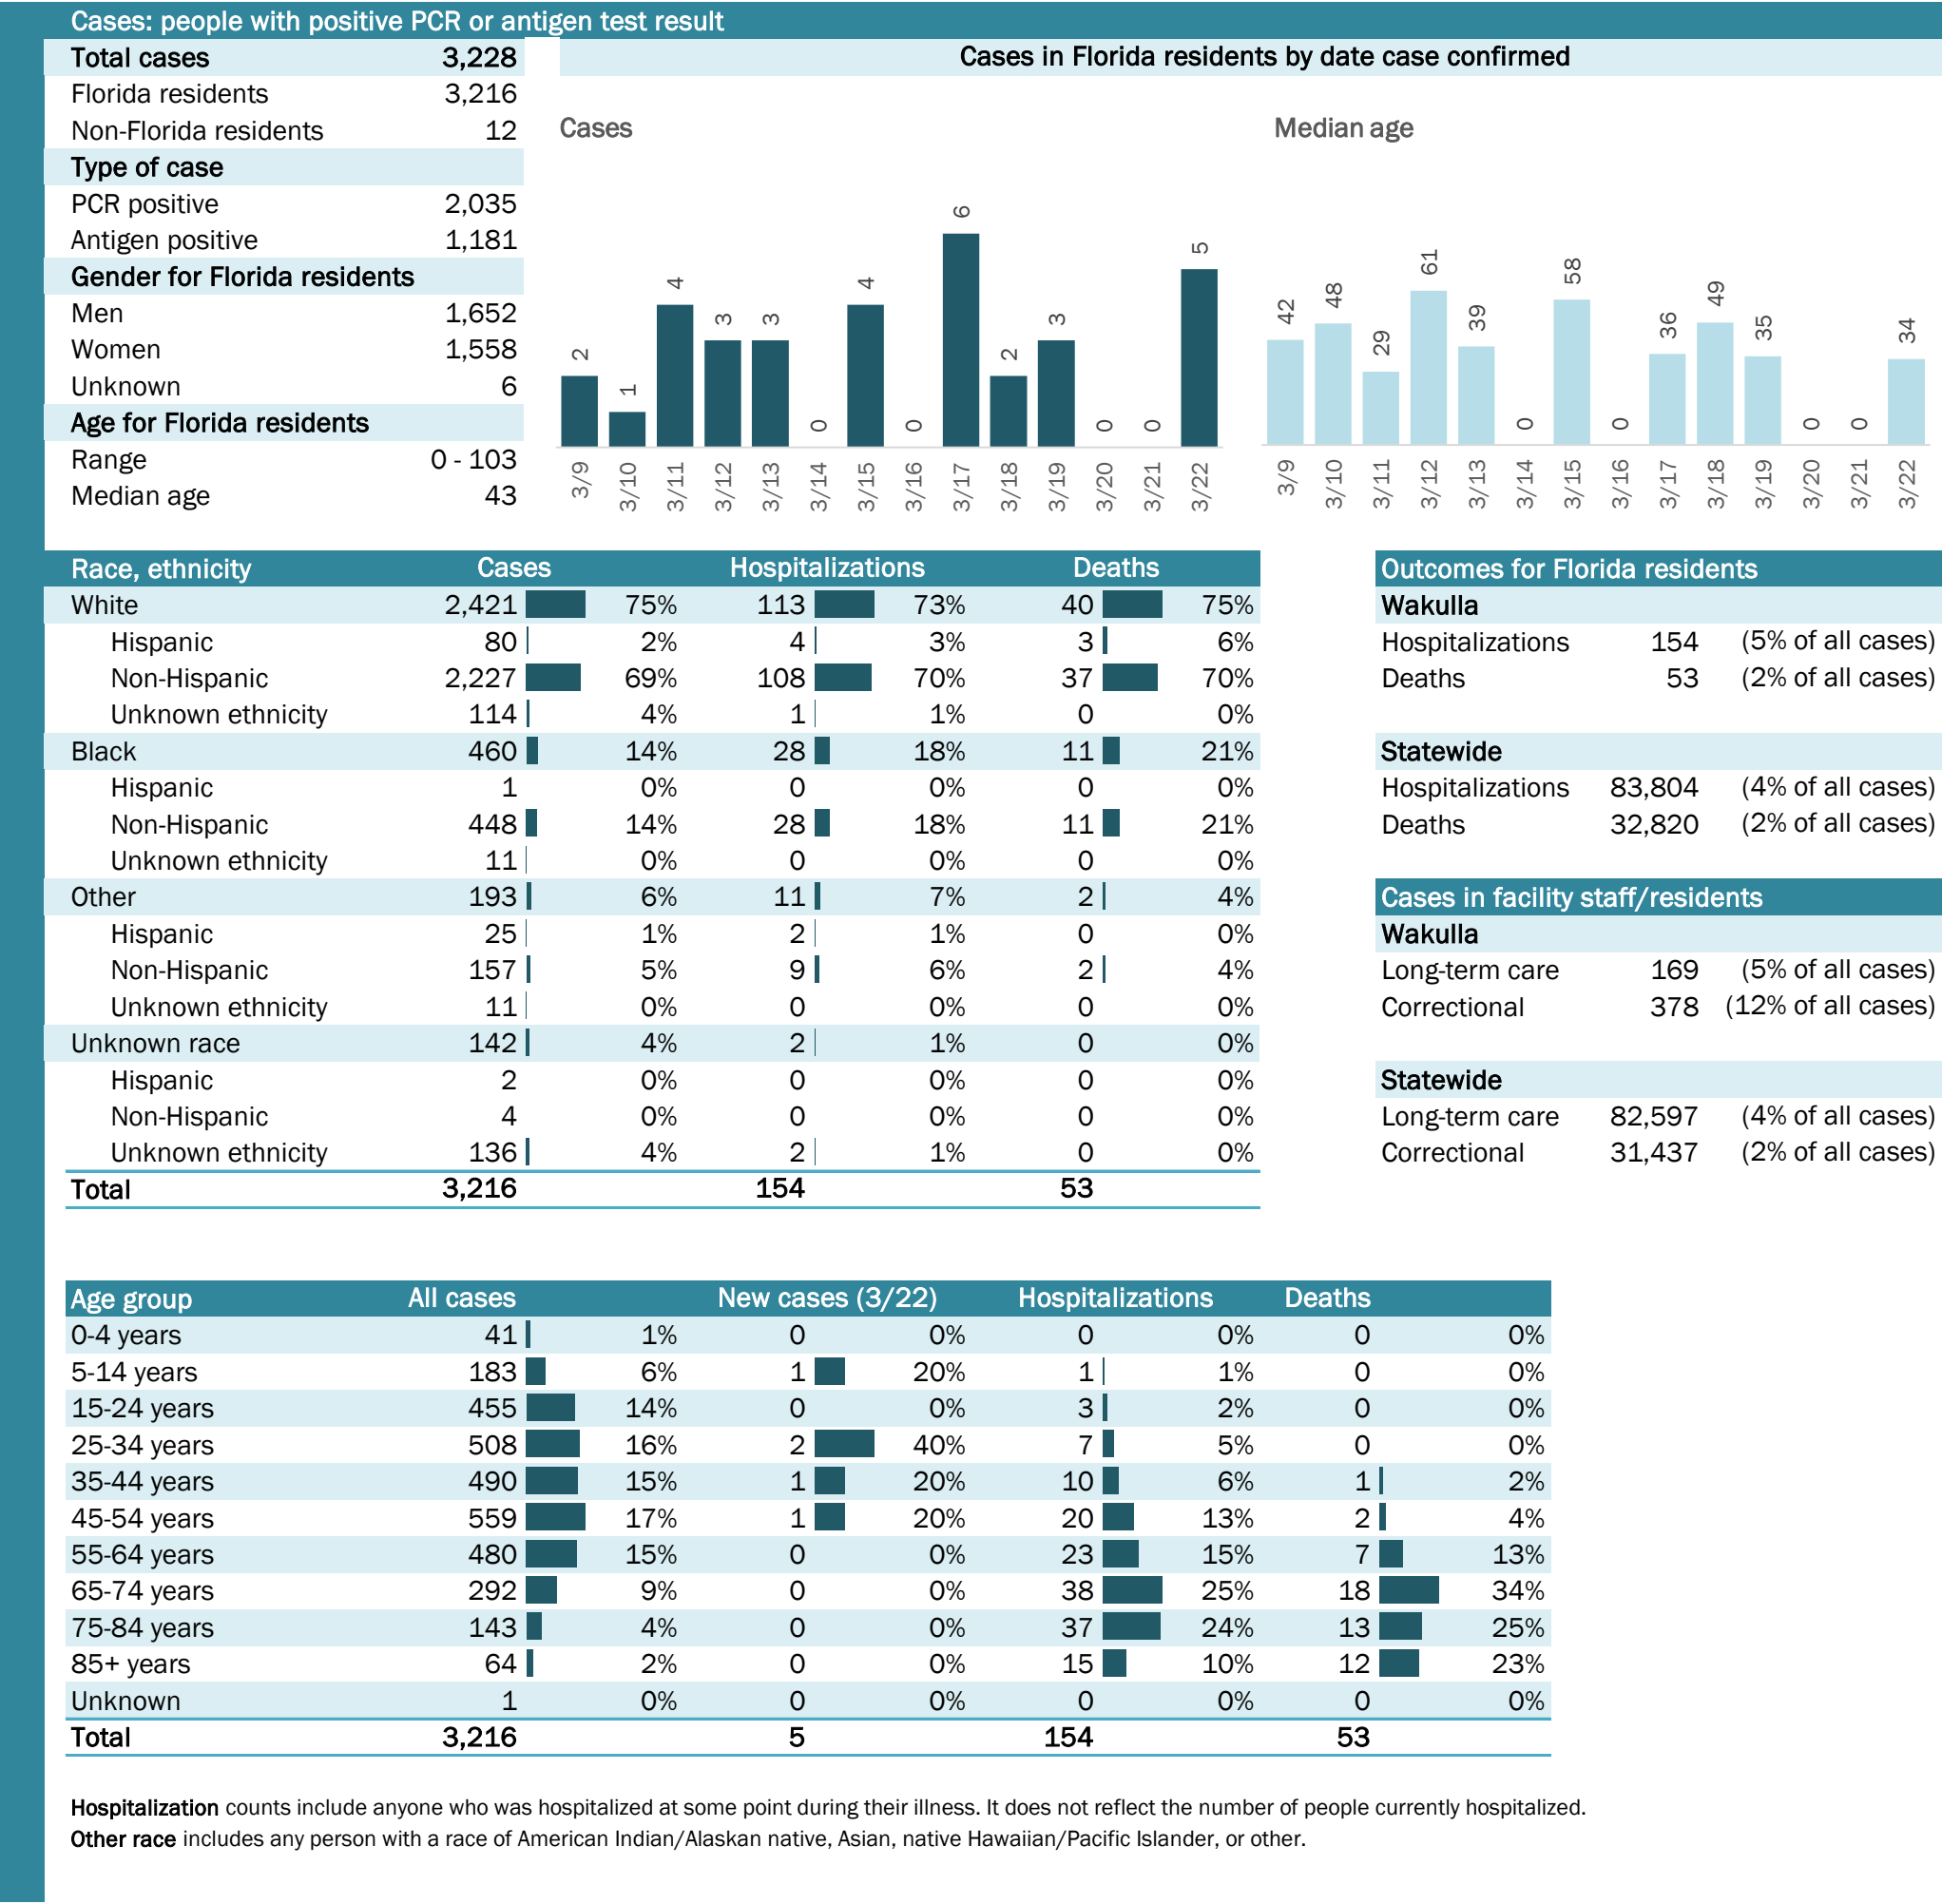 Cases: people with positive PCR or antigen test result
Total cases 3,228
Florida residents 3,216
Non-Florida residents 12
Type of case
PCR positive 2,035
Antigen positive 1,181
Gender for Florida residents
Men 1,652
Women 1,558
Unknown 6
Age for Florida residents
Range 0 - 103
Median age 43
Cases in Florida residents by date case confirmed
Cases
2 1 4 3 3 0 4 0 6 2 3 0 0 5
3/9 3/10 3/11 3/12 3/13 3/14 3/15 3/16 3/17 3/18 3/19 3/20 3/21 3/22
Median age
42 48 29 61 39 0 58 0 36 49 35 0 0 34
3/9 3/10 3/11 3/12 3/13 3/14 3/15 3/16 3/17 3/18 3/19 3/20 3/21 3/22
Race, ethnicity Cases Hospitalizations Deaths
White 2,421 75% 113 73% 40 75%
Hispanic 80 2% 4 3% 3 6%
Non-Hispanic 2,227 69% 108 70% 37 70%
Unknown ethnicity 114 4% 1 1% 0 0%
Black 460 14% 28 18% 11 21%
Hispanic 1 0% 0 0% 0 0%
Non-Hispanic 448 14% 28 18% 11 21%
Unknown ethnicity 11 0% 0 0% 0 0%
Other 193 6% 11 7% 2 4%
Hispanic 25 1% 2 1% 0 0%
Non-Hispanic 157 5% 9 6% 2 4%
Unknown ethnicity 11 0% 0 0% 0 0%
Unknown race 142 4% 2 1% 0 0%
Hispanic 2 0% 0 0% 0 0%
Non-Hispanic 4 0% 0 0% 0 0%
Unknown ethnicity 136 4% 2 1% 0 0%
Total 3,216 154 53
Outcomes for Florida residents
Wakulla
Hospitalizations 154 (5% of all cases)
Deaths 53 (2% of all cases)
Statewide
Hospitalizations 83,804 (4% of all cases)
Deaths 32,820 (2% of all cases)
Cases in facility staff/residents
Wakulla
Long-term care 169 (5% of all cases)
Correctional 378 (12% of all cases)
Statewide
Long-term care 82,597 (4% of all cases)
Correctional 31,437 (2% of all cases)
Age group All cases New cases (3/22) Hospitalizations Deaths
0-4 years 41 1% 0 0% 0 0% 0 0%
5-14 years 183 6% 1 20% 1 1% 0 0%
15-24 years 455 14% 0 0% 3 2% 0 0%
25-34 years 508 16% 2 40% 7 5% 0 0%
35-44 years 490 15% 1 20% 10 6% 1 2%
45-54 years 559 17% 1 20% 20 13% 2 4%
55-64 years 480 15% 0 0% 23 15% 7 13%
65-74 years 292 9% 0 0% 38 25% 18 34%
75-84 years 143 4% 0 0% 37 24% 13 25%
85+ years 64 2% 0 0% 15 10% 12 23%
Unknown 1 0% 0 0% 0 0% 0 0%
Total 3,216 5 154 53
Hospitalization counts include anyone who was hospitalized at some point during their illness. It does not reflect the number of people currently hospitalized.
Other race includes any person with a race of American Indian/Alaskan native, Asian, native Hawaiian/Pacific Islander, or other.